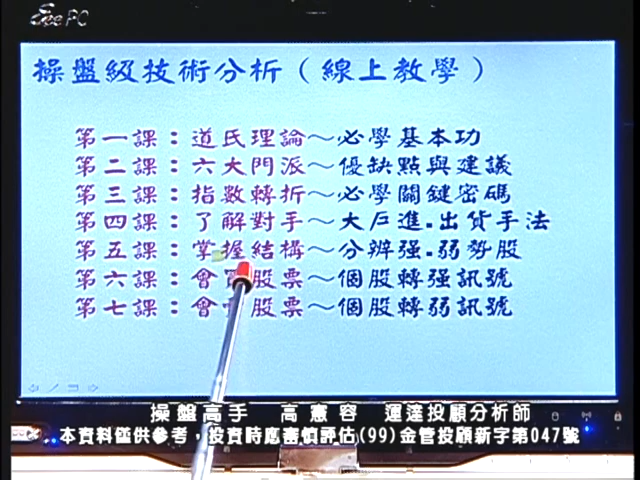 Eee PC
操盤級技術分析（線上教學）
第一課：道氏理論～必學基本功
第二課：六大門派～優缺點與建議
第三課：指數轉折～必學關鍵密碼
第四課：了解對手～大戶進.出貨手法
第五課：掌握結構～分辨强.弱勢股
第六課：會買股票～個股轉强訊號
第七課：會 股票～個股轉弱訊號
操盤高手 高憲容 運達投顧分析師
本資料僅供參考，投資時應審慎評估(99)金管投顧新字第047號